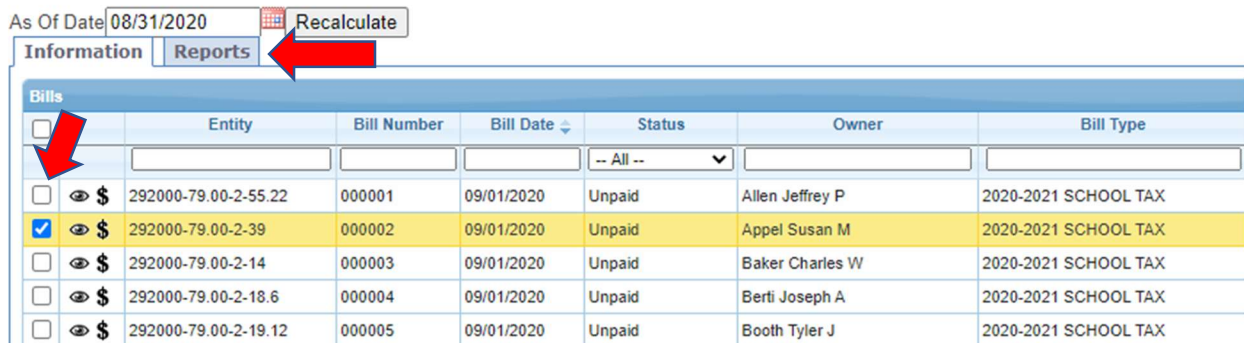 As Of Date 08/31/2020 Recalculate
Information Reports
Bills
Entity Bill Number Bill Date Status Owner Bill Type
-- All --
$ 292000-79.00-2-55.22 000001 09/01/2020 Unpaid Allen Jeffrey P 2020-2021 SCHOOL TAX
$ 292000-79.00-2-39 000002 09/01/2020 Unpaid Appel Susan M 2020-2021 SCHOOL TAX
$ 292000-79.00-2-14 000003 09/01/2020 Unpaid Baker Charles W 2020-2021 SCHOOL TAX
$ 292000-79.00-2-18.6 000004 09/01/2020 Unpaid Berti Joseph A 2020-2021 SCHOOL TAX
$ 292000-79.00-2-19.12 000005 09/01/2020 Unpaid Booth Tyler J 2020-2021 SCHOOL TAX